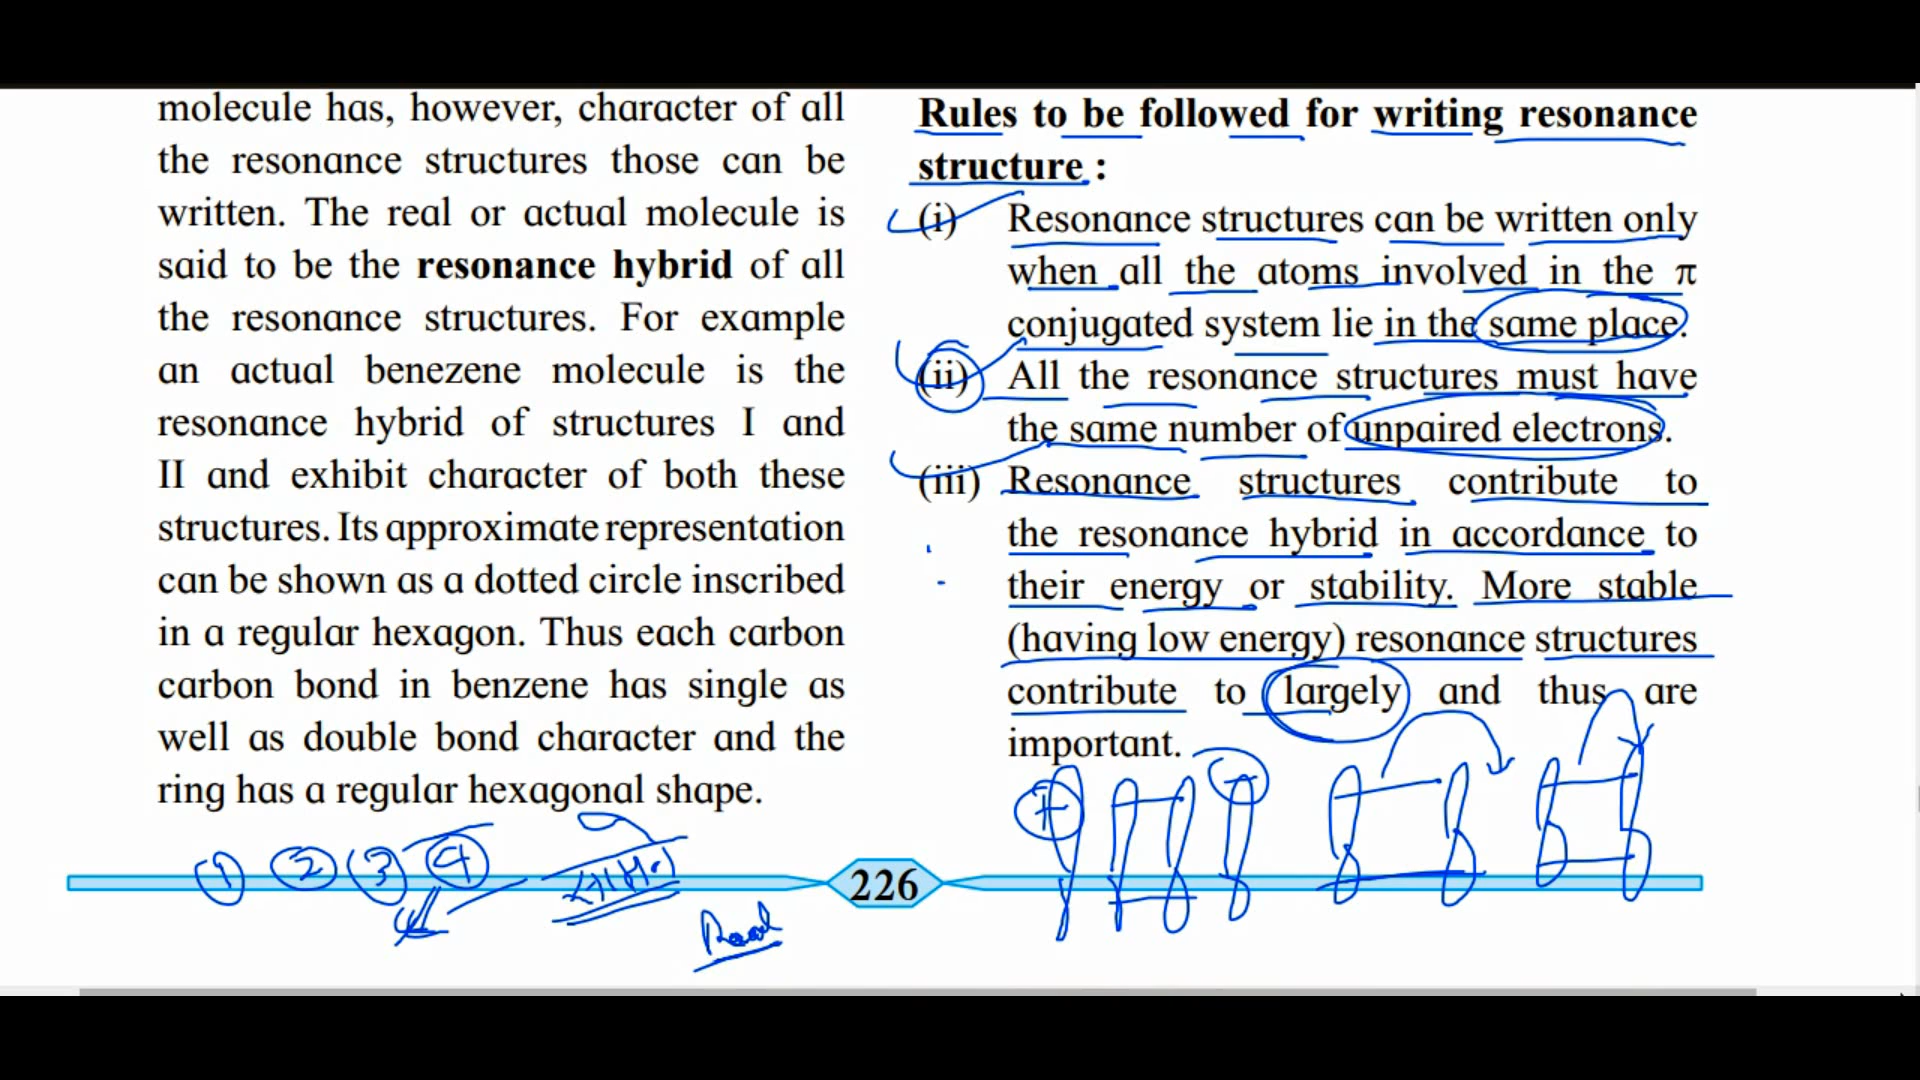 molecule has, however, character of all
the resonance structures those can be
written. The real or actual molecule is
said to be the resonance hybrid of all
the resonance structures. For example
an actual benezene molecule is the
resonance hybrid of structures I and
II and exhibit character of both these
structures. Its approximate representation
can be shown as a dotted circle inscribed
in a regular hexagon. Thus each carbon
carbon bond in benzene has single as
well as double bond character and the
ring has a regular hexagonal shape.
1 2 3 4
Read
Rules to be followed for writing resonance
structure :
(i) Resonance structures can be written only
when all the atoms involved in the π
conjugated system lie in the same place.
(ii) All the resonance structures must have
the same number of unpaired electrons.
(iii) Resonance structures contribute to
the resonance hybrid in accordance to
their energy or stability. More stable
(having low energy) resonance structures
contribute to largely and thus are
important.
+ −
226